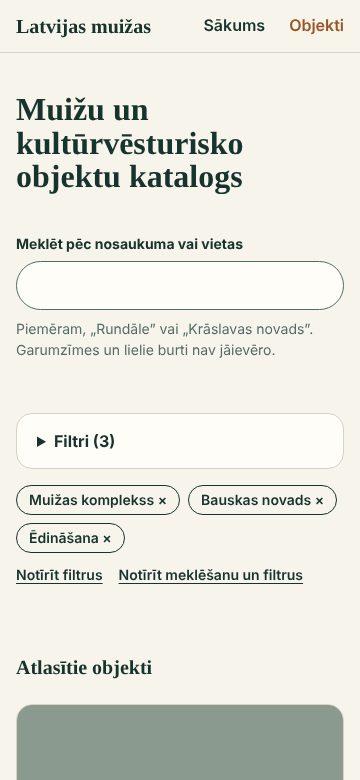 Latvijas muižas
Sākums
Objekti
Muižu un
kultūrvēsturisko
objektu katalogs
Meklēt pēc nosaukuma vai vietas
Piemēram, „Rundāle” vai „Krāslavas novads”.
Garumzīmes un lielie burti nav jāievēro.
Filtri (3)
Muižas komplekss ×
Bauskas novads ×
Ēdināšana ×
Notīrīt filtrus
Notīrīt meklēšanu un filtrus
Atlasītie objekti